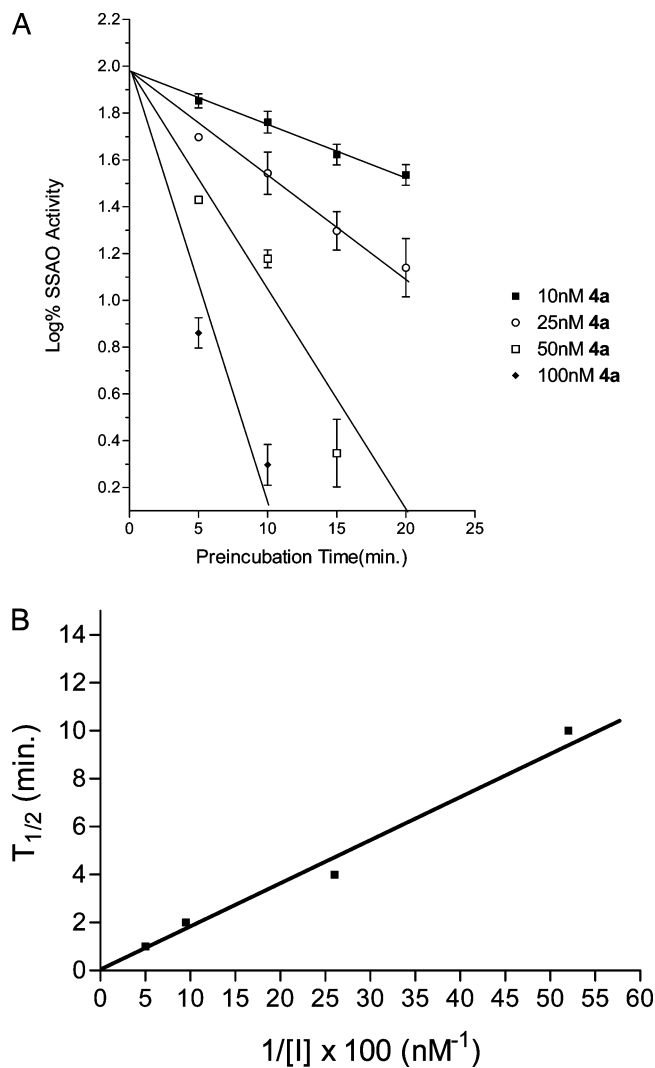 A
2.2
2.0
1.8
1.6
1.4
1.2
1.0
0.8
0.6
0.4
0.2
Log% SSAO Activity
0 5 10 15 20 25
Preincubation Time(min.)
10nM 4a
25nM 4a
50nM 4a
100nM 4a
B
14
12
10
8
6
4
2
0
T1/2 (min.)
0 5 10 15 20 25 30 35 40 45 50 55 60
1/[I] x 100 (nM-1)